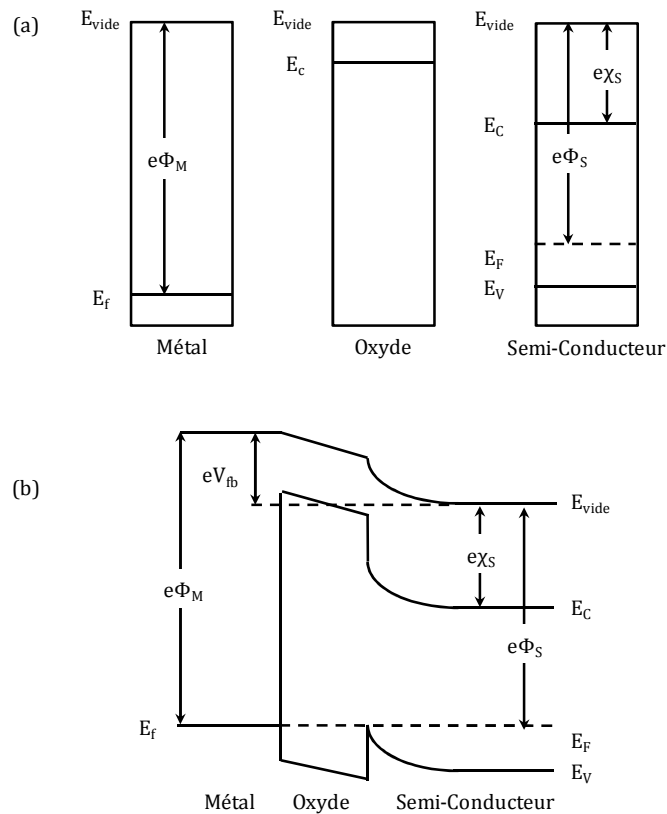 (a)
E_vide
eΦ_M
E_f
Métal
E_vide
E_c
Oxyde
E_vide
eχ_S
E_C
eΦ_S
E_F
E_V
Semi-Conducteur
(b)
eV_fb
E_vide
eχ_S
eΦ_M
E_C
eΦ_S
E_f
E_F
E_V
Métal
Oxyde
Semi-Conducteur